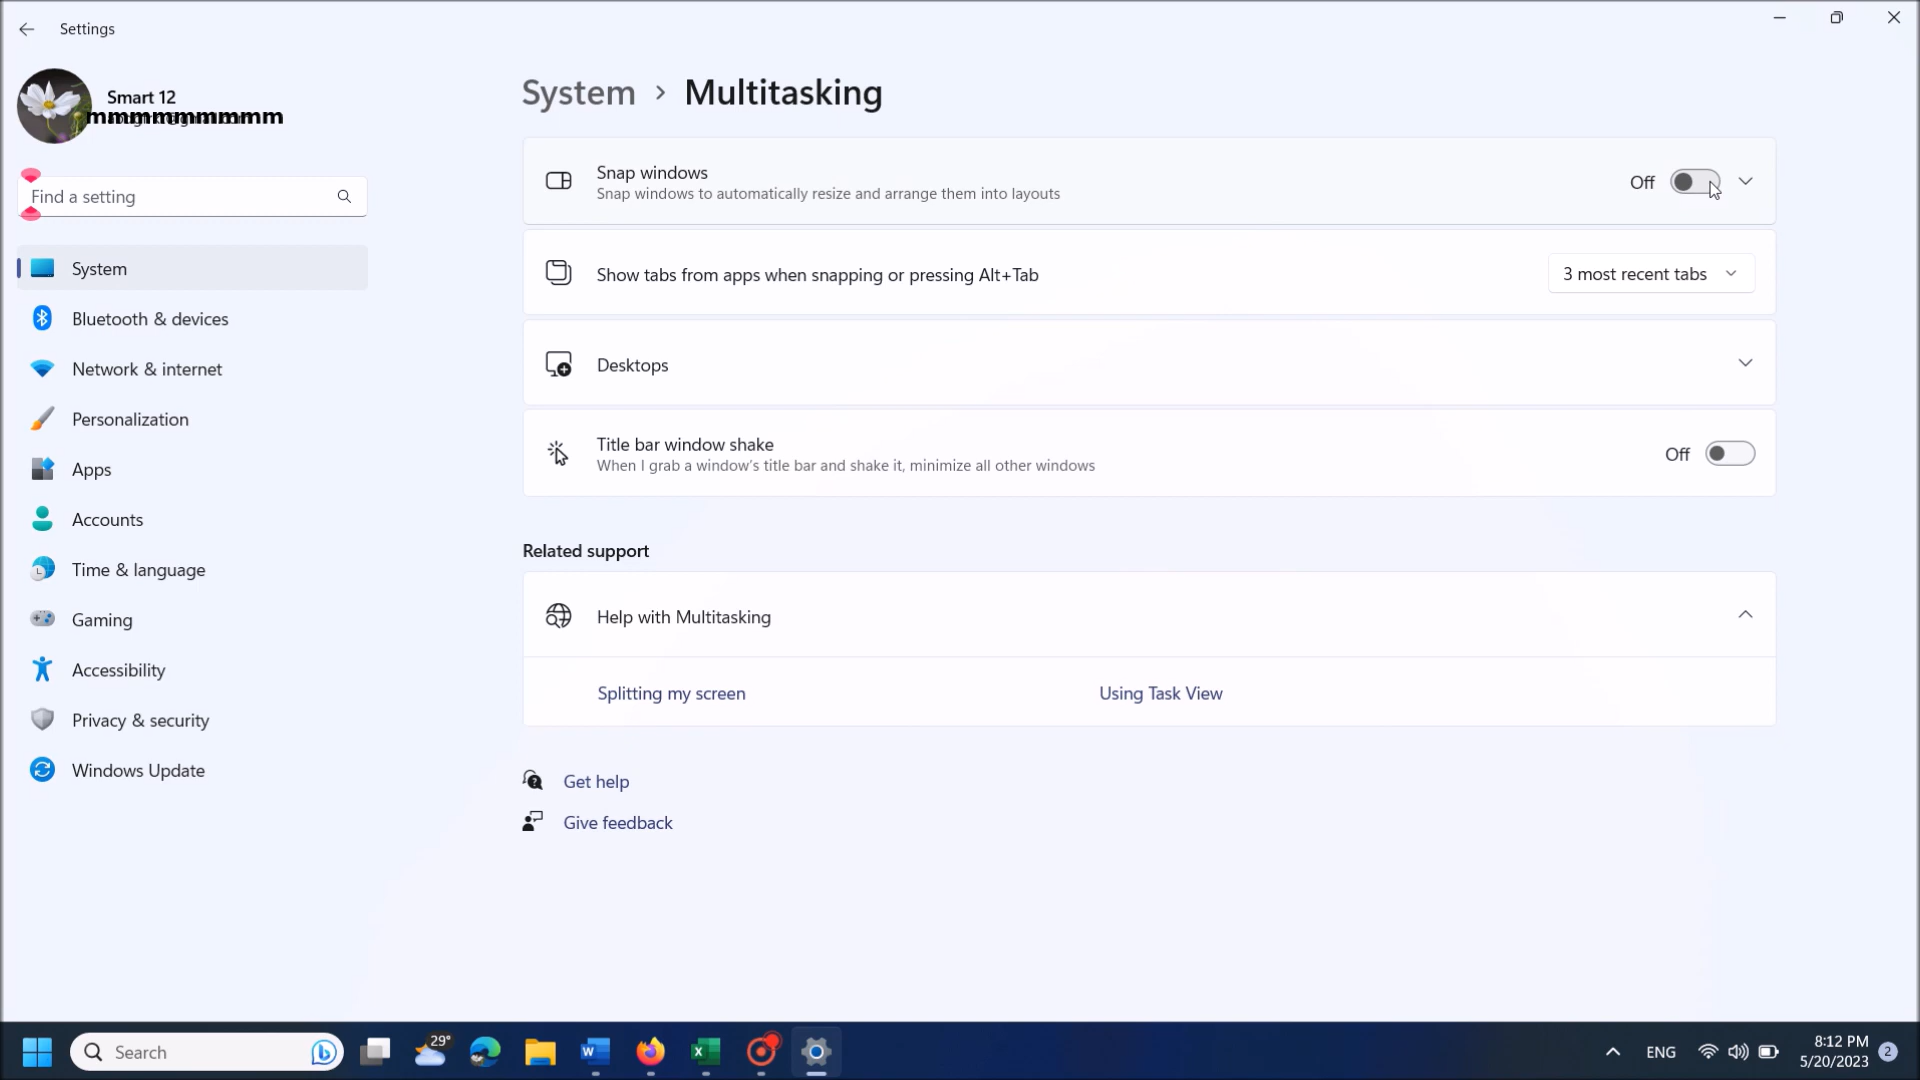 Settings
Smart 12
mmmmmmmmm
Find a setting
System
Bluetooth & devices
Network & internet
Personalization
Apps
Accounts
Time & language
Gaming
Accessibility
Privacy & security
Windows Update
System > Multitasking
Snap windows
Snap windows to automatically resize and arrange them into layouts
Off
Show tabs from apps when snapping or pressing Alt+Tab
3 most recent tabs
Desktops
Title bar window shake
When I grab a window's title bar and shake it, minimize all other windows
Off
Related support
Help with Multitasking
Splitting my screen
Using Task View
Get help
Give feedback
Search
29°
ENG
8:12 PM
5/20/2023
2